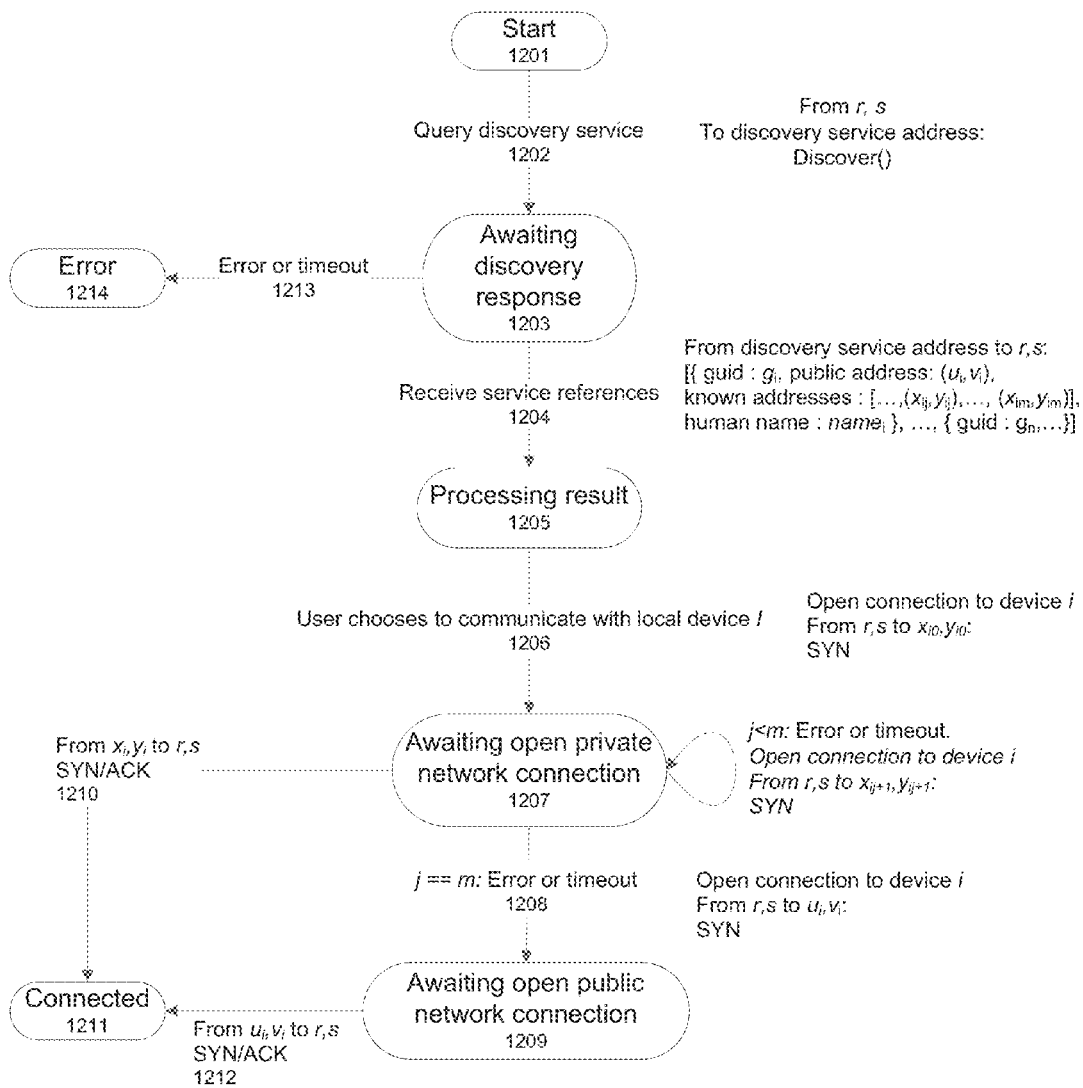 Start
1201
Query discovery service
1202
From r, s
To discovery service address:
Discover()
Awaiting
discovery
response
1203
Error or timeout
1213
Error
1214
Receive service references
1204
From discovery service address to r,s:
[{ guid : gi, public address: (ui,vi),
known addresses : [...,(xij,yij),..., (xim,yim)],
human name : namei }, ..., { guid : gn,...}]
Processing result
1205
User chooses to communicate with local device I
1206
Open connection to device i
From r,s to xi0,yi0:
SYN
Awaiting open private
network connection
1207
j<m: Error or timeout.
Open connection to device i
From r,s to xij+1,yij+1:
SYN
From xi,yi to r,s
SYN/ACK
1210
j == m: Error or timeout
1208
Open connection to device i
From r,s to ui,vi:
SYN
Awaiting open public
network connection
1209
Connected
1211
From ui,vi to r,s
SYN/ACK
1212